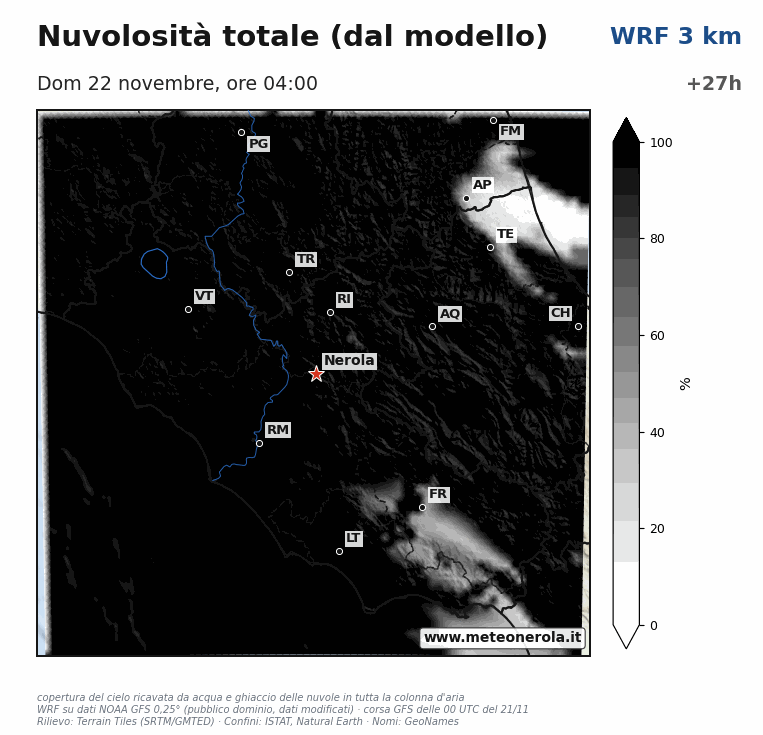 Nuvolosità totale (dal modello)
WRF 3 km
Dom 22 novembre, ore 04:00
+27h
FM
PG
AP
TE
TR
VT
RI
AQ
CH
Nerola
RM
FR
LT
www.meteonerola.it
100
80
60
40
20
0
%
copertura del cielo ricavata da acqua e ghiaccio delle nuvole in tutta la colonna d'aria
WRF su dati NOAA GFS 0,25° (pubblico dominio, dati modificati) · corsa GFS delle 00 UTC del 21/11
Rilievo: Terrain Tiles (SRTM/GMTED) · Confini: ISTAT, Natural Earth · Nomi: GeoNames